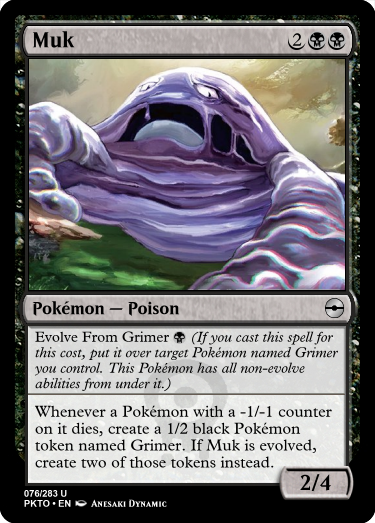 Muk 2
Pokémon — Poison
Evolve From Grimer (If you cast this spell for
this cost, put it over target Pokémon named Grimer
you control. This Pokémon has all non-evolve
abilities from under it.)
Whenever a Pokémon with a -1/-1 counter
on it dies, create a 1/2 black Pokémon
token named Grimer. If Muk is evolved,
create two of those tokens instead.
2/4
076/283 U
PKTO • EN Anesaki Dynamic